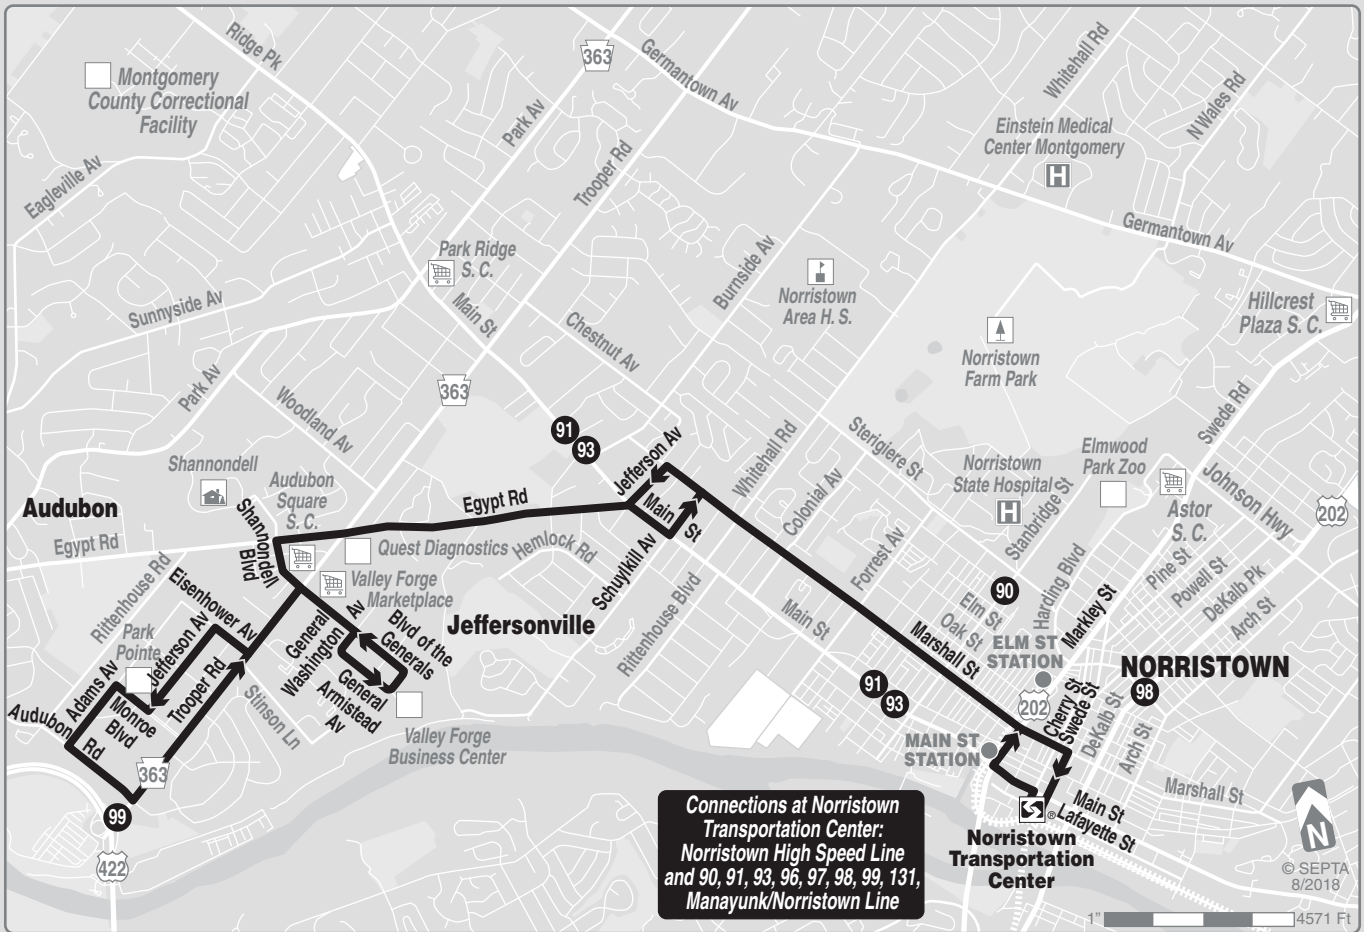 Ridge Pk
363
Germantown Av
Whitehall Rd
N Wales Rd
Montgomery
County Correctional
Facility
Park Av
Trooper Rd
Einstein Medical
Center Montgomery
H
Eagleville Av
Germantown Av
Park Ridge
S. C.
Burnside Av
Norristown
Area H. S.
Hillcrest
Plaza S. C.
Sunnyside Av
Main St
Chestnut Av
Norristown
Farm Park
Park Av
363
Woodland Av
Swede Rd
91
93
Jefferson Av
Whitehall Rd
Sterigiere St
Elmwood
Park Zoo
Shannondell
Audubon
Square
S. C.
Norristown
State Hospital
H
Stanbridge St
Johnson Hwy
202
Audubon
Egypt Rd
Main St
Colonial Av
Astor
S. C.
Egypt Rd
Shannondell
Blvd
Quest Diagnostics
Hemlock Rd
Schuylkill Av
Forrest Av
Pine St
Powell St
DeKalb Pk
Arch St
Rittenhouse Rd
Eisenhower Av
Valley Forge
Marketplace
90
Harding Blvd
Markley St
Elm St
Oak St
Rittenhouse Blvd
Main St
Park
Pointe
Jefferson Av
General
Washington
Av
Blvd of the
Generals
Jeffersonville
Marshall St
ELM ST
STATION
NORRISTOWN
Adams Av
Monroe
Blvd
Trooper Rd
Stinson Ln
General
Armistead
Av
91
93
202
Cherry St
Swede St
98
DeKalb St
Arch St
Audubon
Rd
363
Valley Forge
Business Center
MAIN ST
STATION
Marshall St
99
422
Connections at Norristown
Transportation Center:
Norristown High Speed Line
and 90, 91, 93, 96, 97, 98, 99, 131,
Manayunk/Norristown Line
Main St
Lafayette St
®
Norristown
Transportation
Center
N
© SEPTA
8/2018
1"
4571 Ft